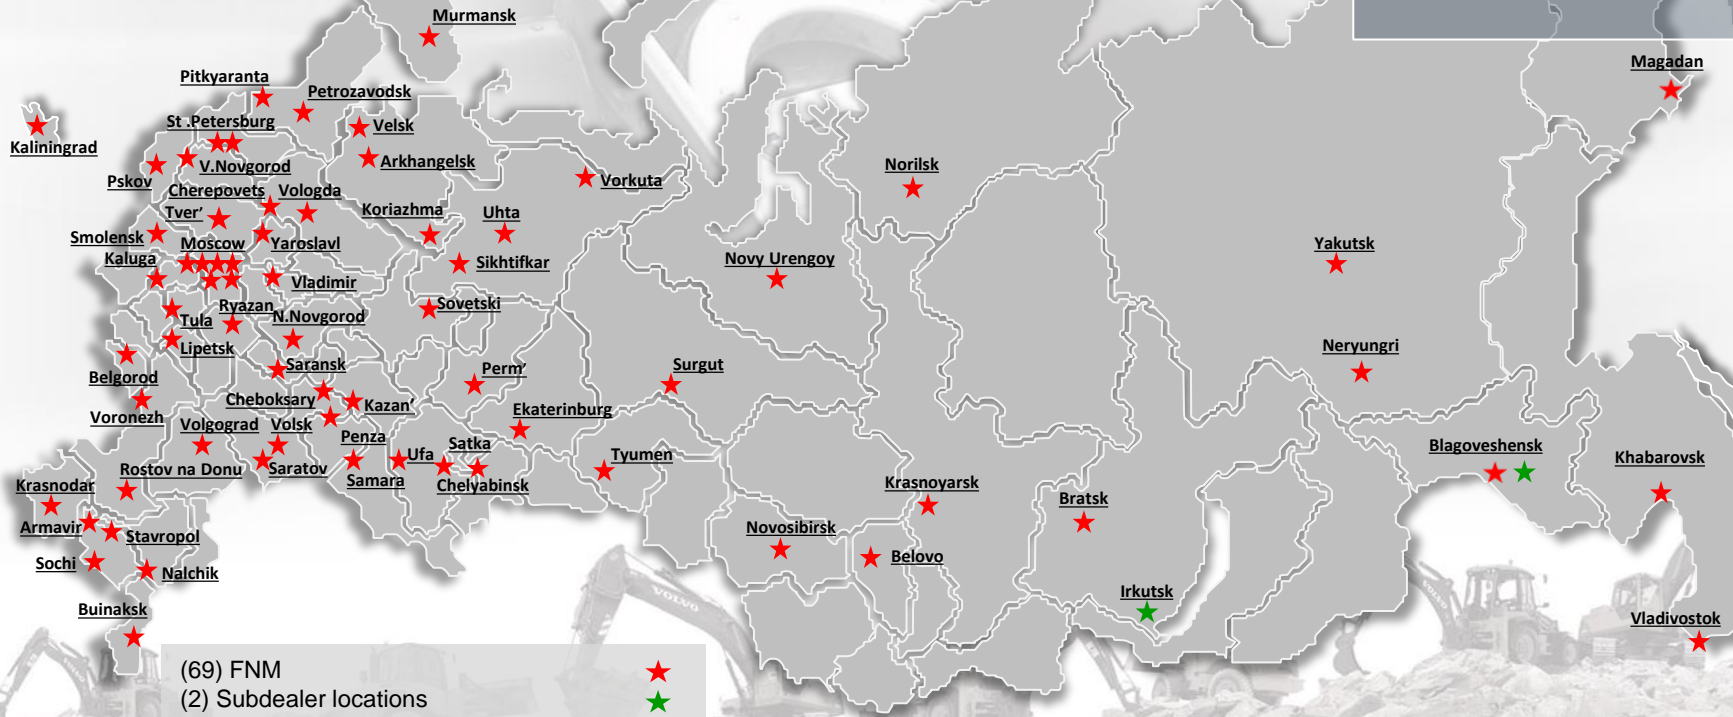 Murmansk
Magadan
Pitkyaranta
Petrozavodsk
St .Petersburg
Velsk
Kaliningrad
V.Novgorod
Arkhangelsk
Norilsk
Pskov
Vorkuta
Cherepovets
Vologda
Tver'
Koriazhma
Uhta
Smolensk
Moscow
Yaroslavl
Yakutsk
Kaluga
Sikhtifkar
Novy Urengoy
Vladimir
Ryazan
Sovetski
Tula
N.Novgorod
Lipetsk
Neryungri
Saransk
Surgut
Belgorod
Perm'
Cheboksary
Kazan'
Ekaterinburg
Voronezh
Volgograd
Volsk
Penza
Satka
Blagoveshensk
Ufa
Tyumen
Khabarovsk
Rostov na Donu
Saratov
Samara
Chelyabinsk
Krasnodar
Krasnoyarsk
Bratsk
Armavir
Stavropol
Novosibirsk
Sochi
Nalchik
Belovo
Irkutsk
VOLVO
Buinaksk
Vladivostok
VOLVO
(69) FNM
(2) Subdealer locations